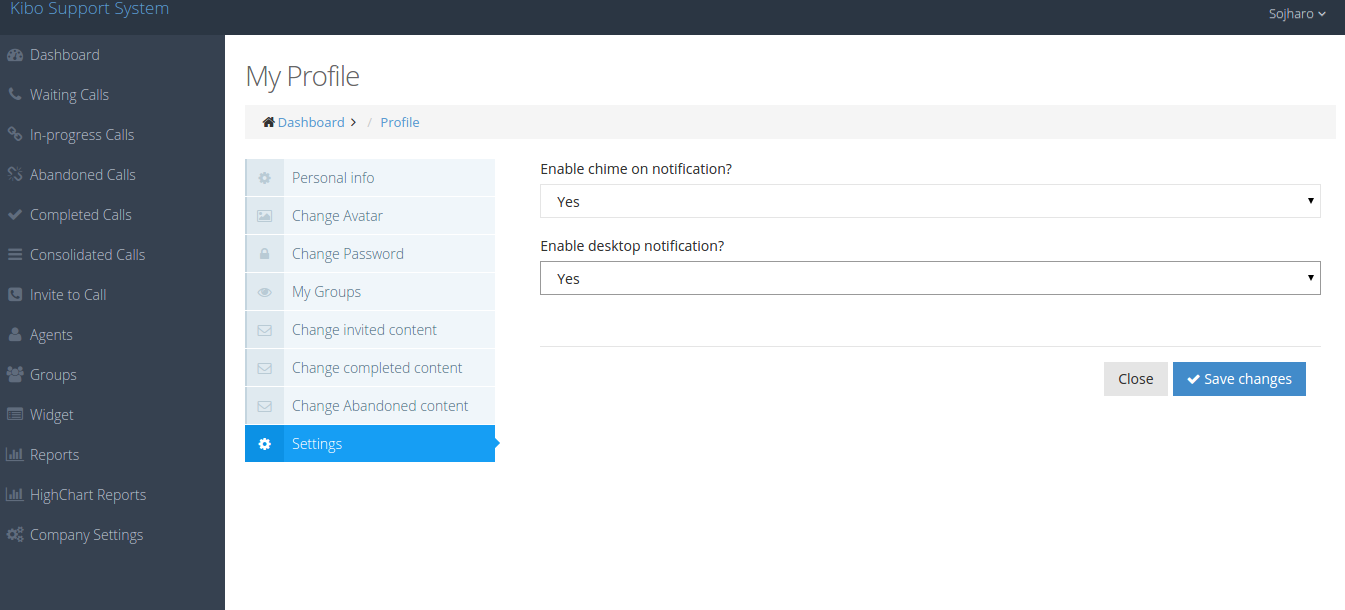 Kibo Support System
Sojharo
Dashboard
Waiting Calls
In-progress Calls
Abandoned Calls
Completed Calls
Consolidated Calls
Invite to Call
Agents
Groups
Widget
Reports
HighChart Reports
Company Settings
My Profile
Dashboard > / Profile
Personal info
Change Avatar
Change Password
My Groups
Change invited content
Change completed content
Change Abandoned content
Settings
Enable chime on notification?
Yes
Enable desktop notification?
Yes
Close
Save changes